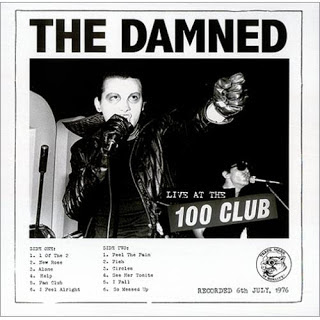 THE DAMNED
LIVE AT THE
100 CLUB
SIDE ONE:
1. 1 Of The 2
2. New Rose
3. Alone
4. Help
5. Fan Club
6. I Feel Alright
SIDE TWO:
1. Feel The Pain
2. Fish
3. Circles
4. See Her Tonite
5. I Fall
6. So Messed Up
RECORDED 6th JULY, 1976